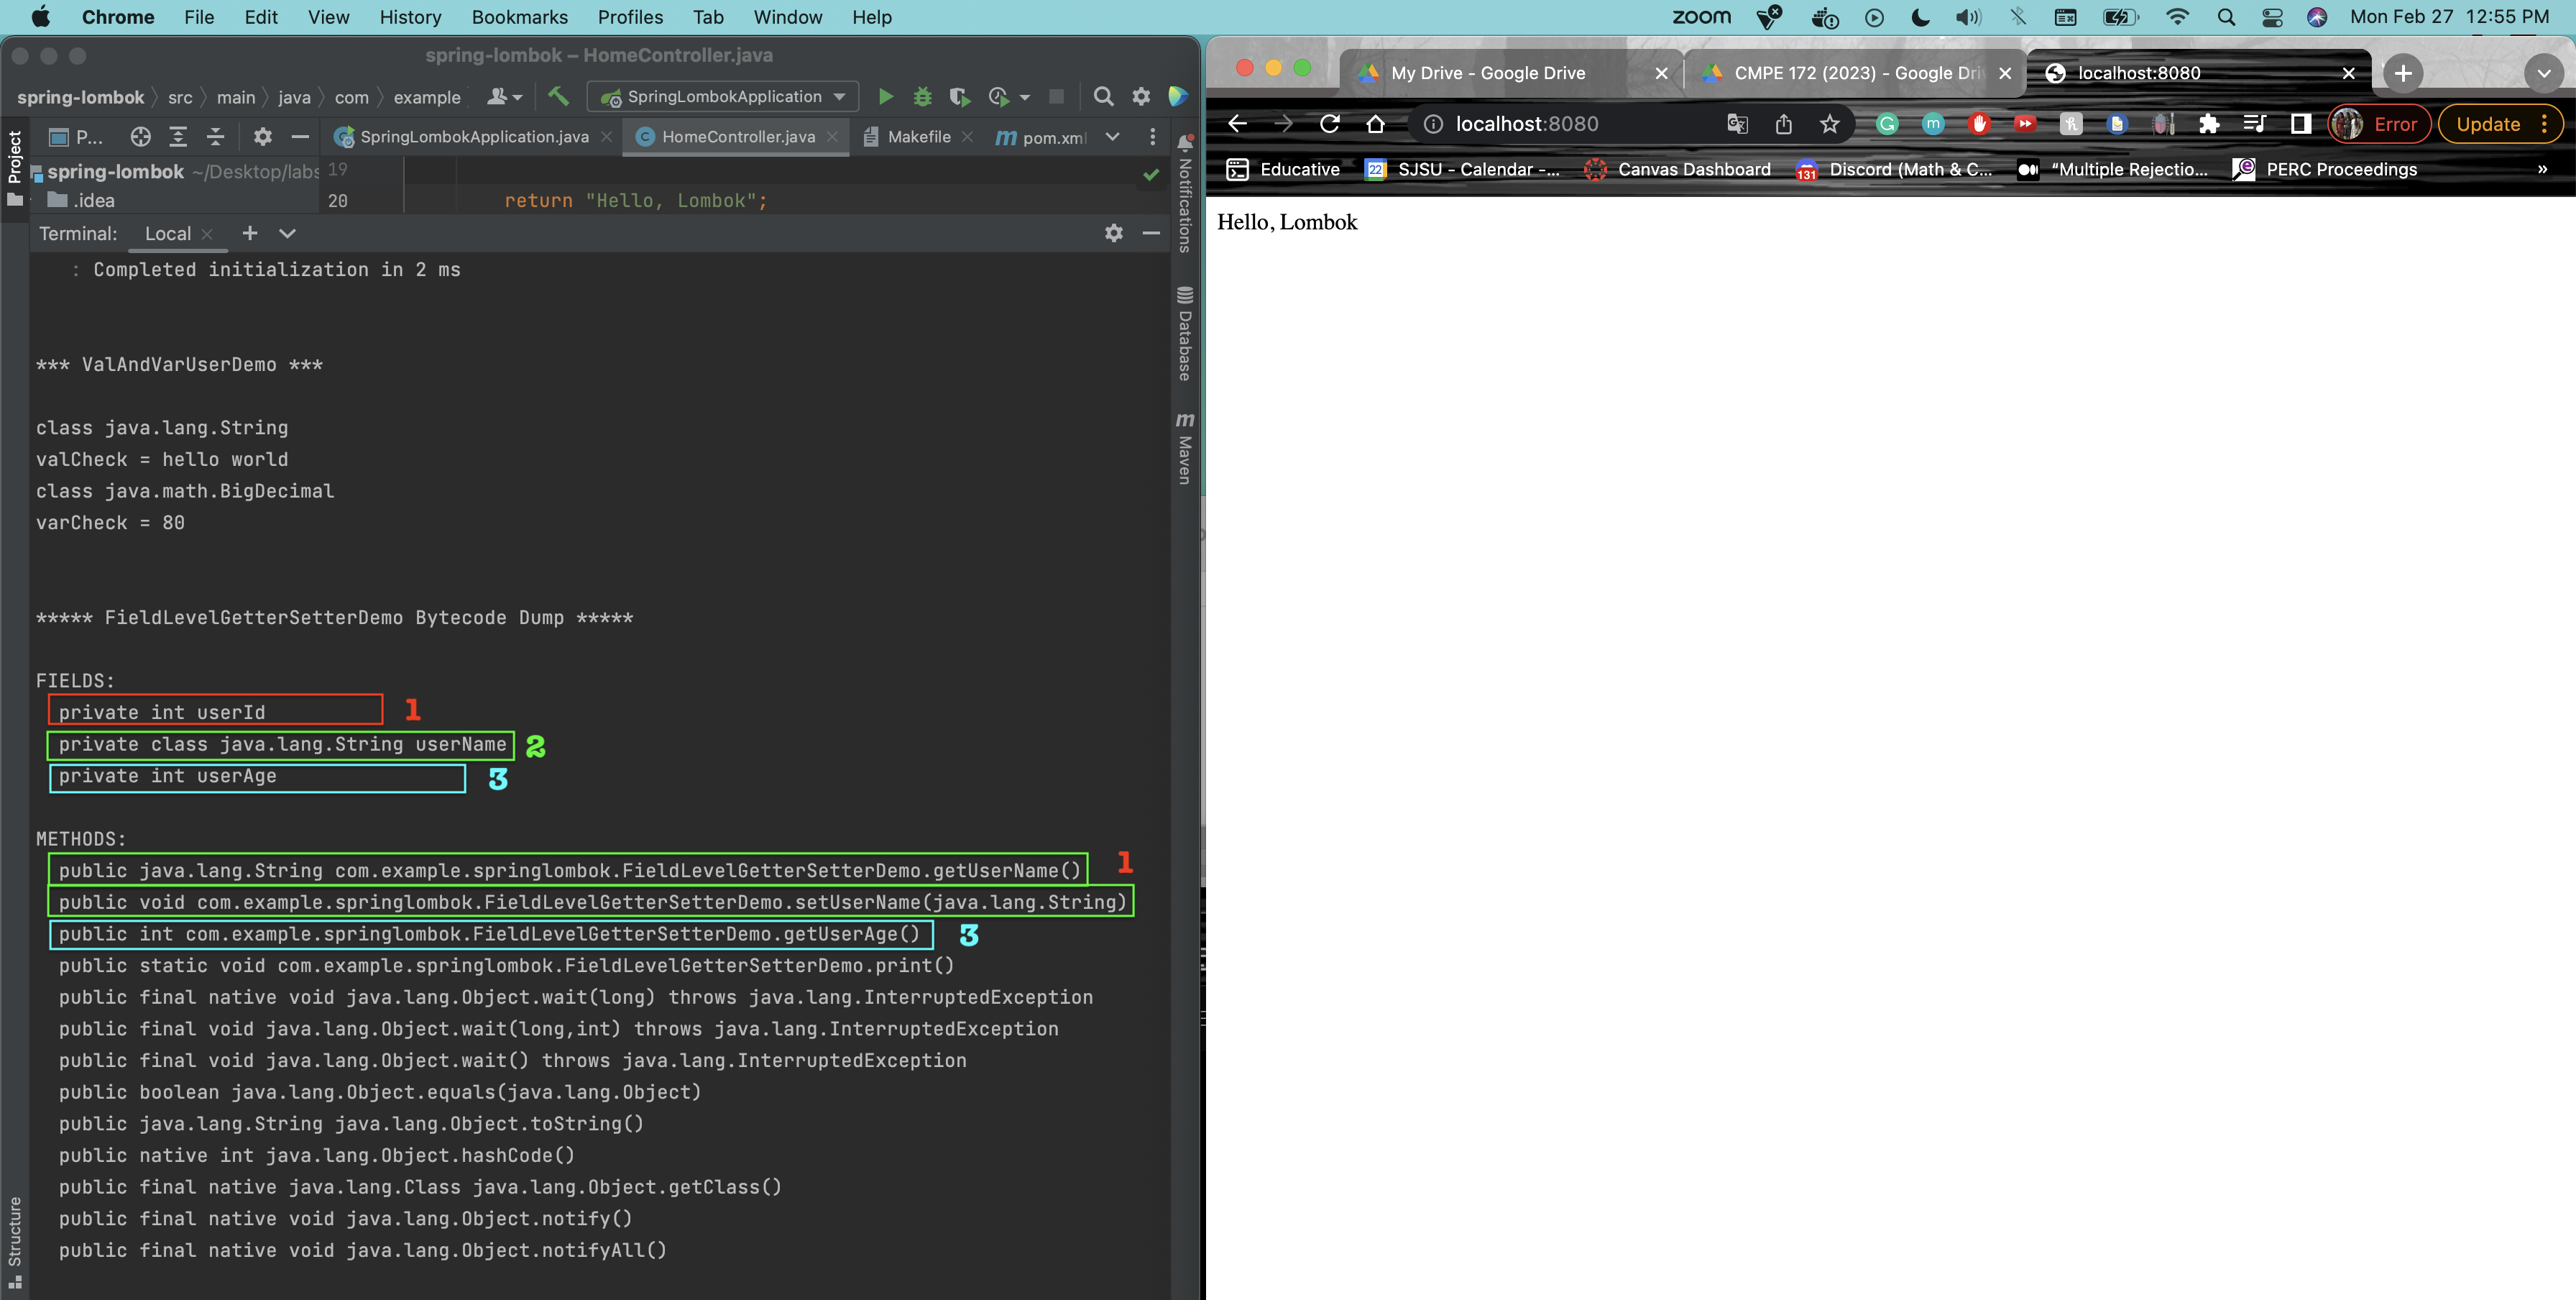 Chrome File Edit View History Bookmarks Profiles Tab Window Help
zoom Mon Feb 27 12:55 PM
spring-lombok – HomeController.java
spring-lombok src main java com example SpringLombokApplication
Project
P... SpringLombokApplication.java HomeController.java Makefile m pom.xml
spring-lombok ~/Desktop/labs 19
.idea 20 return "Hello, Lombok";
Terminal: Local
: Completed initialization in 2 ms
*** ValAndVarUserDemo ***
class java.lang.String
valCheck = hello world
class java.math.BigDecimal
varCheck = 80
***** FieldLevelGetterSetterDemo Bytecode Dump *****
FIELDS:
private int userId 1
private class java.lang.String userName 2
private int userAge 3
METHODS:
public java.lang.String com.example.springlombok.FieldLevelGetterSetterDemo.getUserName() 1
public void com.example.springlombok.FieldLevelGetterSetterDemo.setUserName(java.lang.String)
public int com.example.springlombok.FieldLevelGetterSetterDemo.getUserAge() 3
public static void com.example.springlombok.FieldLevelGetterSetterDemo.print()
public final native void java.lang.Object.wait(long) throws java.lang.InterruptedException
public final void java.lang.Object.wait(long,int) throws java.lang.InterruptedException
public final void java.lang.Object.wait() throws java.lang.InterruptedException
public boolean java.lang.Object.equals(java.lang.Object)
public java.lang.String java.lang.Object.toString()
public native int java.lang.Object.hashCode()
public final native java.lang.Class java.lang.Object.getClass()
public final native void java.lang.Object.notify()
public final native void java.lang.Object.notifyAll()
Structure
Notifications
Database
m Maven
My Drive - Google Drive CMPE 172 (2023) - Google Dri localhost:8080
localhost:8080 G m Error Update
Educative 22 SJSU - Calendar -... Canvas Dashboard 131 Discord (Math & C... "Multiple Rejectio... PERC Proceedings »
Hello, Lombok